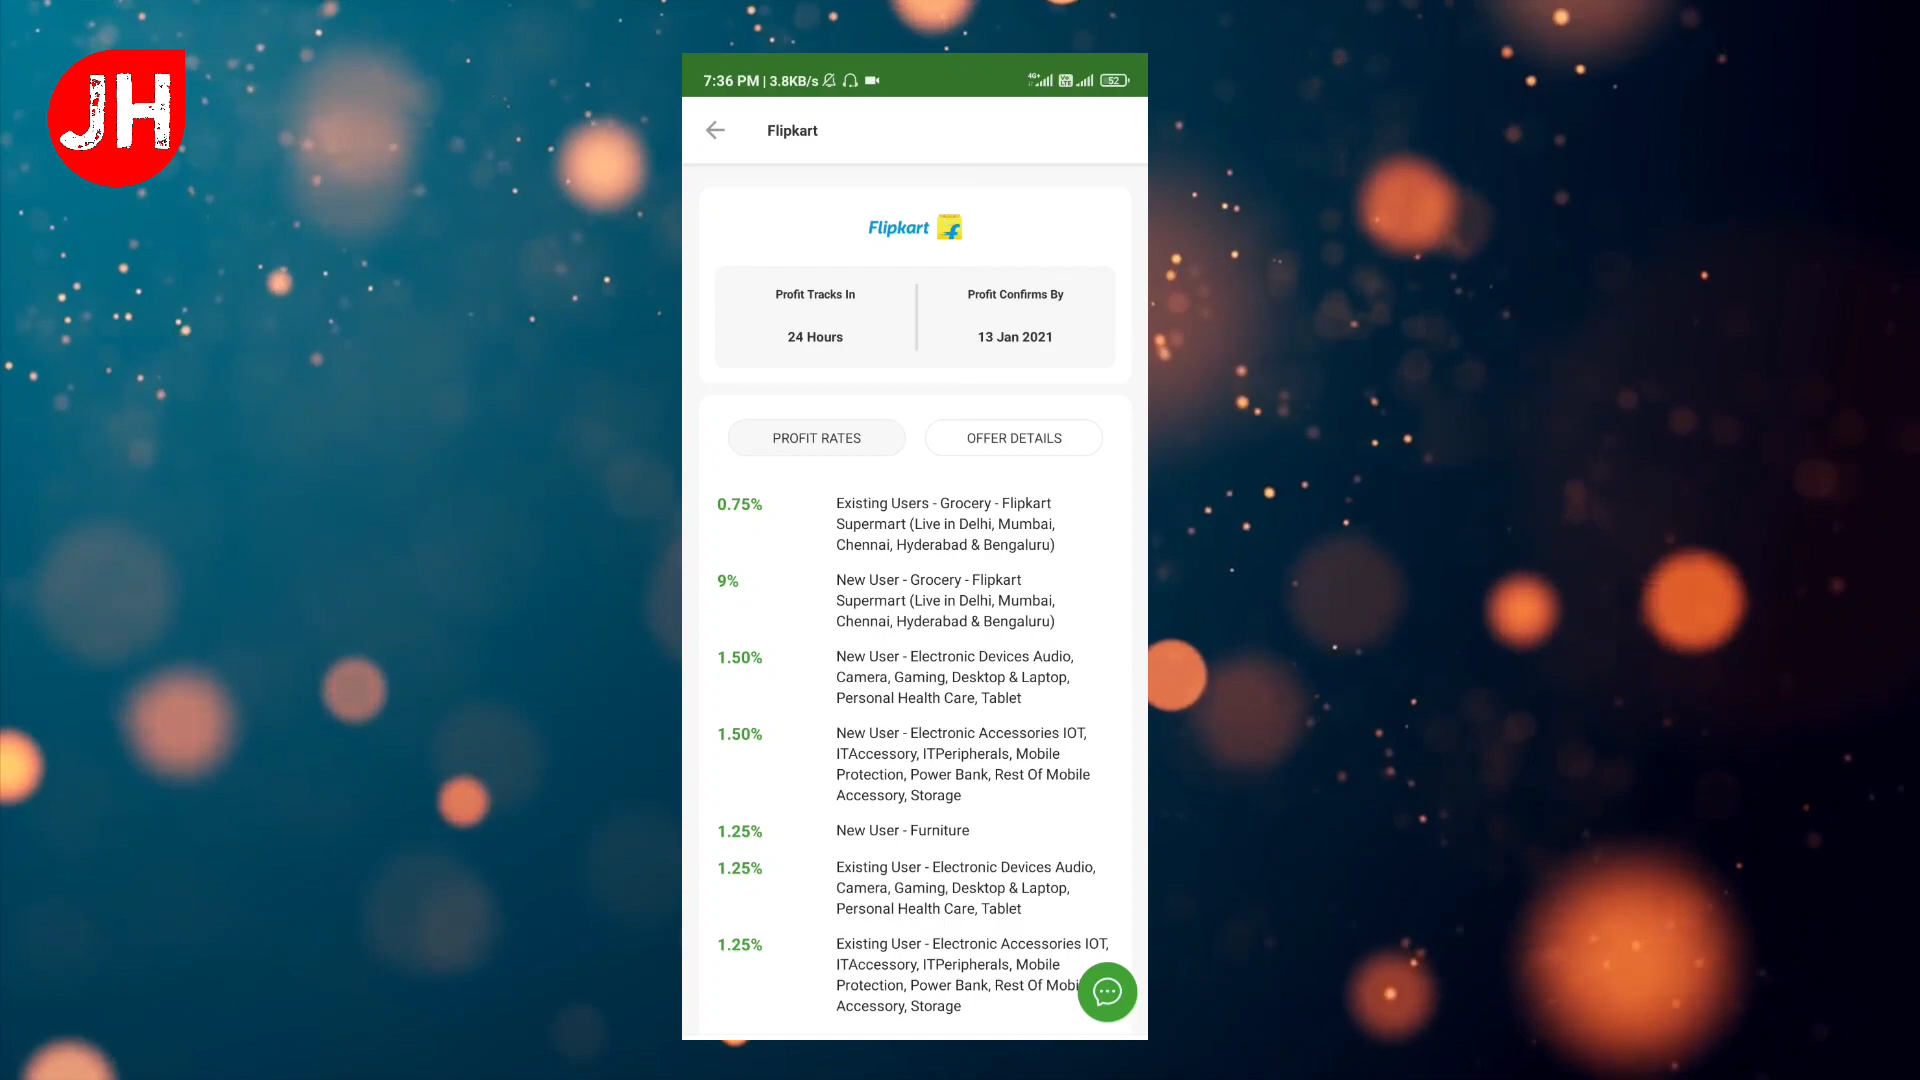 JH
7:36 PM | 3.8KB/s
4G+
Vo LTE
52
Flipkart
Flipkart
Profit Tracks In
Profit Confirms By
24 Hours
13 Jan 2021
PROFIT RATES
OFFER DETAILS
0.75%
Existing Users - Grocery - Flipkart
Supermart (Live in Delhi, Mumbai,
Chennai, Hyderabad & Bengaluru)
9%
New User - Grocery - Flipkart
Supermart (Live in Delhi, Mumbai,
Chennai, Hyderabad & Bengaluru)
1.50%
New User - Electronic Devices Audio,
Camera, Gaming, Desktop & Laptop,
Personal Health Care, Tablet
1.50%
New User - Electronic Accessories IOT,
ITAccessory, ITPeripherals, Mobile
Protection, Power Bank, Rest Of Mobile
Accessory, Storage
1.25%
New User - Furniture
1.25%
Existing User - Electronic Devices Audio,
Camera, Gaming, Desktop & Laptop,
Personal Health Care, Tablet
1.25%
Existing User - Electronic Accessories IOT,
ITAccessory, ITPeripherals, Mobile
Protection, Power Bank, Rest Of Mobi
Accessory, Storage